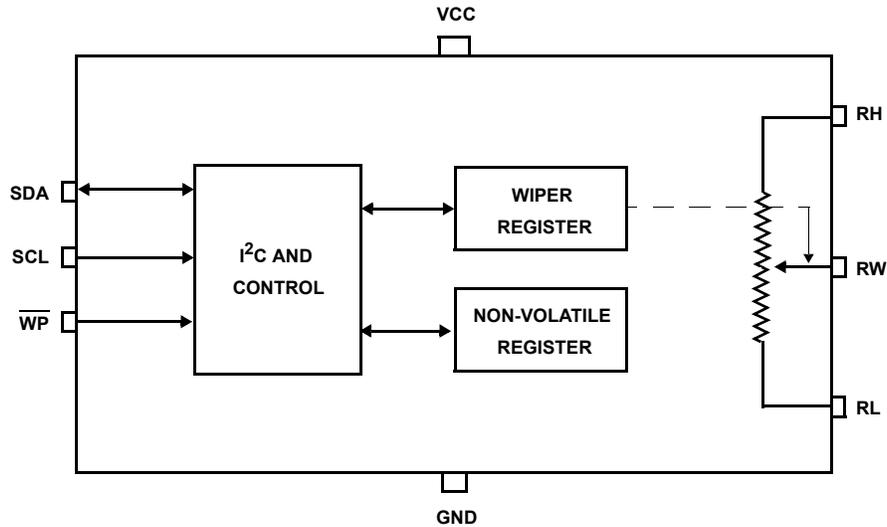 VCC
RH
SDA
WIPER
REGISTER
SCL
I²C AND
CONTROL
RW
WP
NON-VOLATILE
REGISTER
RL
GND